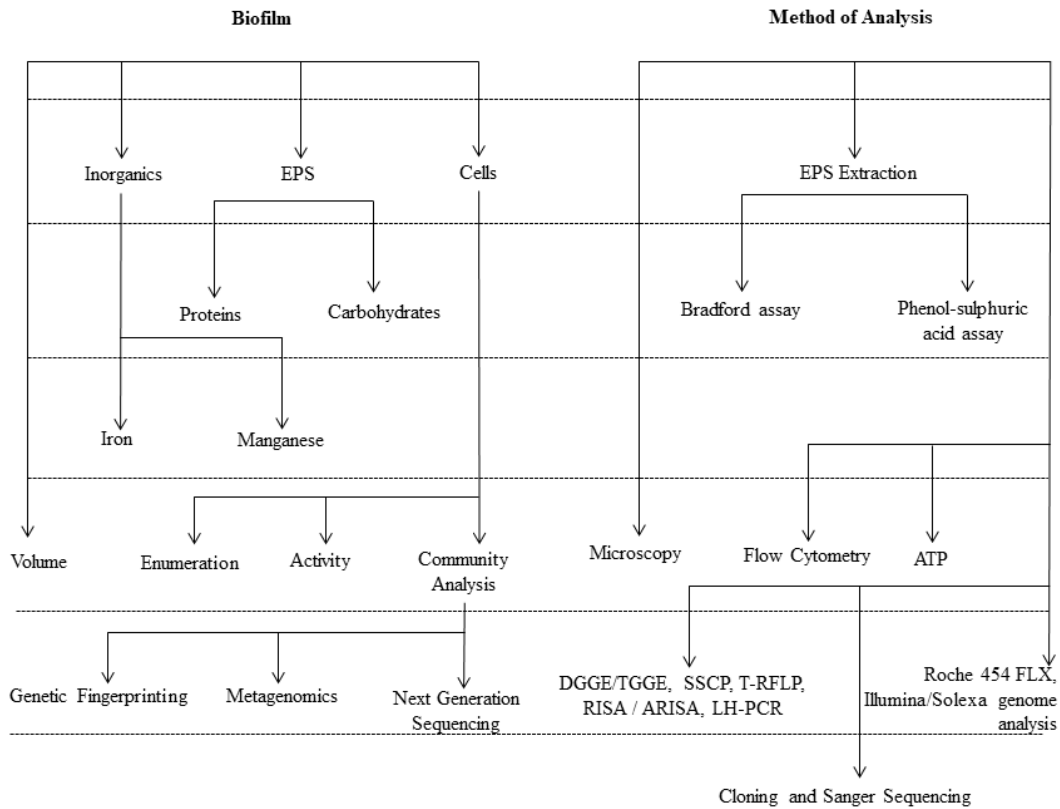 Biofilm
Method of Analysis
Inorganics
EPS
Cells
EPS Extraction
Proteins
Carbohydrates
Bradford assay
Phenol-sulphuric
acid assay
Iron
Manganese
Volume
Enumeration
Activity
Community
Analysis
Microscopy
Flow Cytometry
ATP
Genetic Fingerprinting
Metagenomics
Next Generation
Sequencing
DGGE/TGGE, SSCP, T-RFLP,
RISA / ARISA, LH-PCR
Roche 454 FLX,
Illumina/Solexa genome
analysis
Cloning and Sanger Sequencing